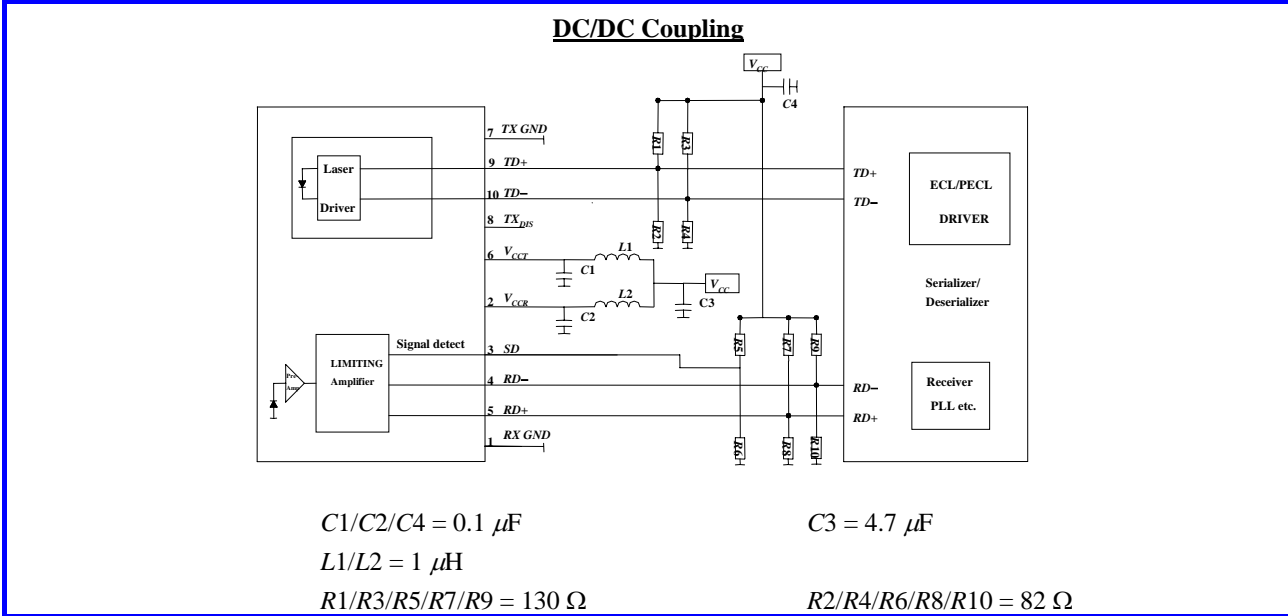 DC/DC Coupling
VCC
C4
7 TX GND
R1
R3
Laser
Driver
9 TD+
TD+
10 TD−
TD−
ECL/PECL
DRIVER
8 TXDIS
R2
R4
6 VCCT
L1
C1
VCC
C3
2 VCCR
L2
C2
Serializer/
Deserializer
Signal detect
3 SD
R5
R7
R9
LIMITING
Amplifier
Pre
Amp
4 RD−
RD−
Receiver
PLL etc.
5 RD+
RD+
1 RX GND
R6
R8
R10
C1/C2/C4 = 0.1 μF
C3 = 4.7 μF
L1/L2 = 1 μH
R1/R3/R5/R7/R9 = 130 Ω
R2/R4/R6/R8/R10 = 82 Ω